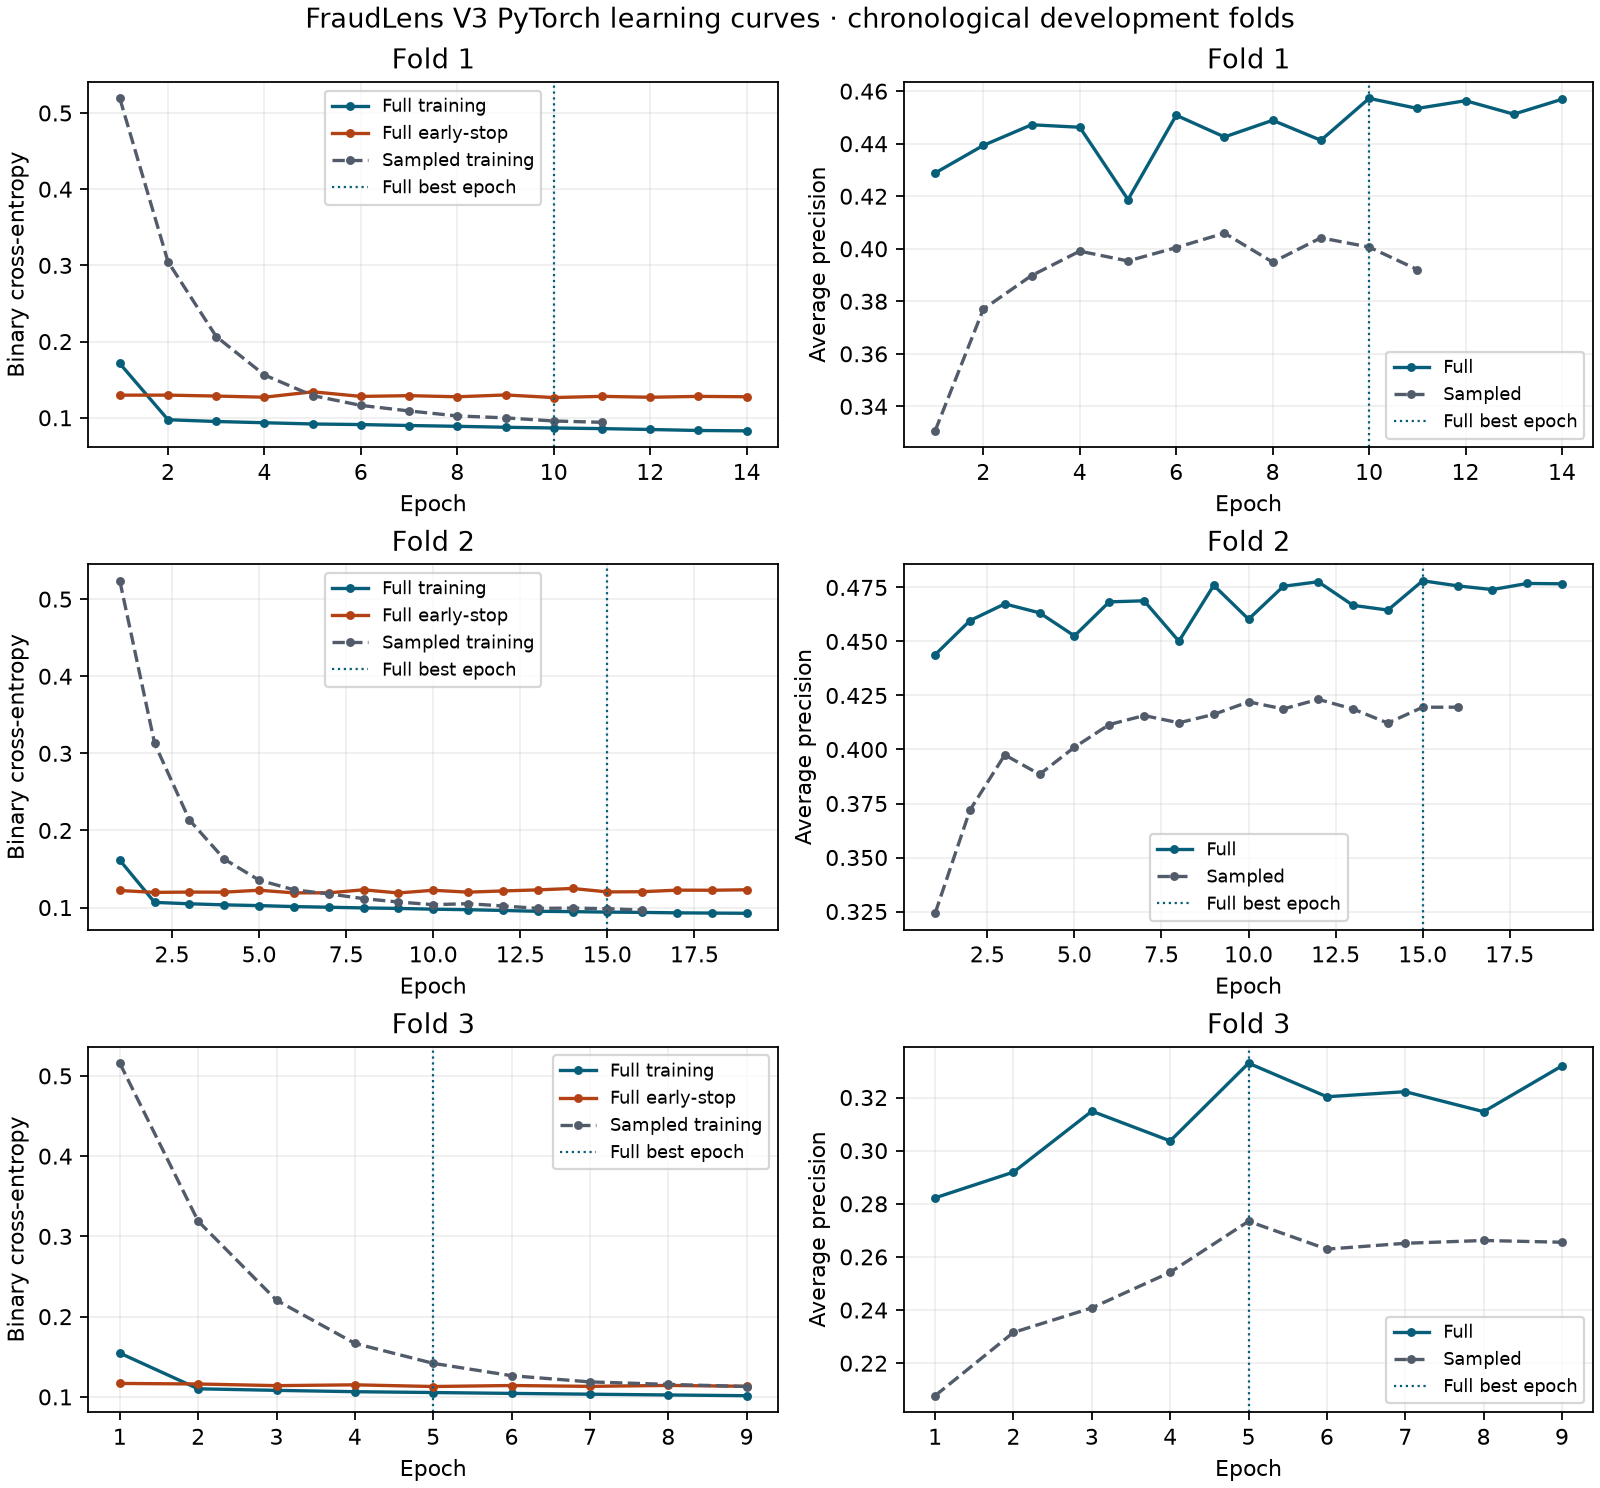 FraudLens V3 PyTorch learning curves · chronological development folds
Fold 1
Binary cross-entropy
0.5
0.4
0.3
0.2
0.1
Full training
Full early-stop
Sampled training
Full best epoch
2 4 6 8 10 12 14
Epoch
Fold 1
Average precision
0.46
0.44
0.42
0.40
0.38
0.36
0.34
Full
Sampled
Full best epoch
2 4 6 8 10 12 14
Epoch
Fold 2
Binary cross-entropy
0.5
0.4
0.3
0.2
0.1
Full training
Full early-stop
Sampled training
Full best epoch
2.5 5.0 7.5 10.0 12.5 15.0 17.5
Epoch
Fold 2
Average precision
0.475
0.450
0.425
0.400
0.375
0.350
0.325
Full
Sampled
Full best epoch
2.5 5.0 7.5 10.0 12.5 15.0 17.5
Epoch
Fold 3
Binary cross-entropy
0.5
0.4
0.3
0.2
0.1
Full training
Full early-stop
Sampled training
Full best epoch
1 2 3 4 5 6 7 8 9
Epoch
Fold 3
Average precision
0.32
0.30
0.28
0.26
0.24
0.22
Full
Sampled
Full best epoch
1 2 3 4 5 6 7 8 9
Epoch